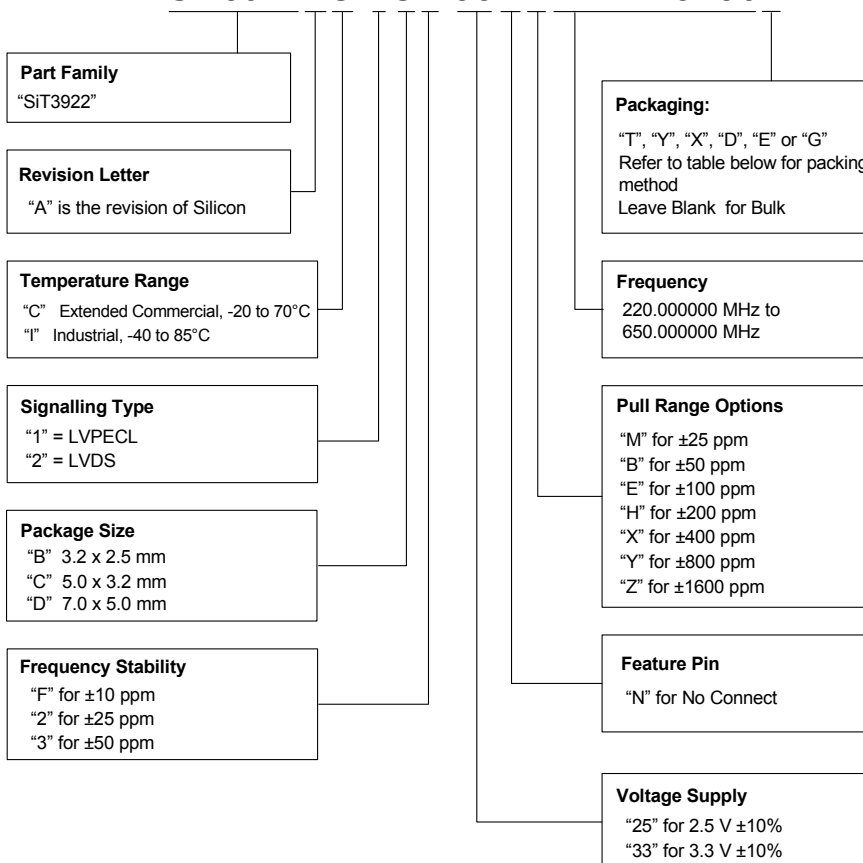 Part Family
“SiT3922”
Revision Letter
“A” is the revision of Silicon
Temperature Range
“C” Extended Commercial, -20 to 70°C
“I” Industrial, -40 to 85°C
Signalling Type
“1” = LVPECL
“2” = LVDS
Package Size
“B” 3.2 x 2.5 mm
“C” 5.0 x 3.2 mm
“D” 7.0 x 5.0 mm
Frequency Stability
“F” for ±10 ppm
“2” for ±25 ppm
“3” for ±50 ppm
Packaging:
“T”, “Y”, “X”, “D”, “E” or “G”
Refer to table below for packing
method
Leave Blank for Bulk
Frequency
220.000000 MHz to
650.000000 MHz
Pull Range Options
“M” for ±25 ppm
“B” for ±50 ppm
“E” for ±100 ppm
“H” for ±200 ppm
“X” for ±400 ppm
“Y” for ±800 ppm
“Z” for ±1600 ppm
Feature Pin
“N” for No Connect
Voltage Supply
“25” for 2.5 V ±10%
“33” for 3.3 V ±10%